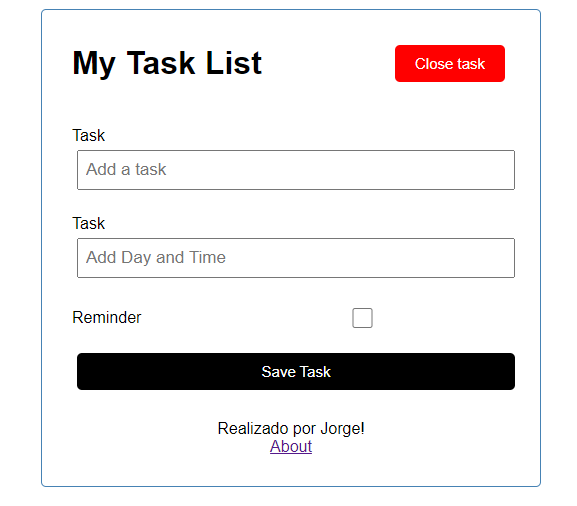 My Task List
Close task
Task
Add a task
Task
Add Day and Time
Reminder
Save Task
Realizado por Jorge!
About